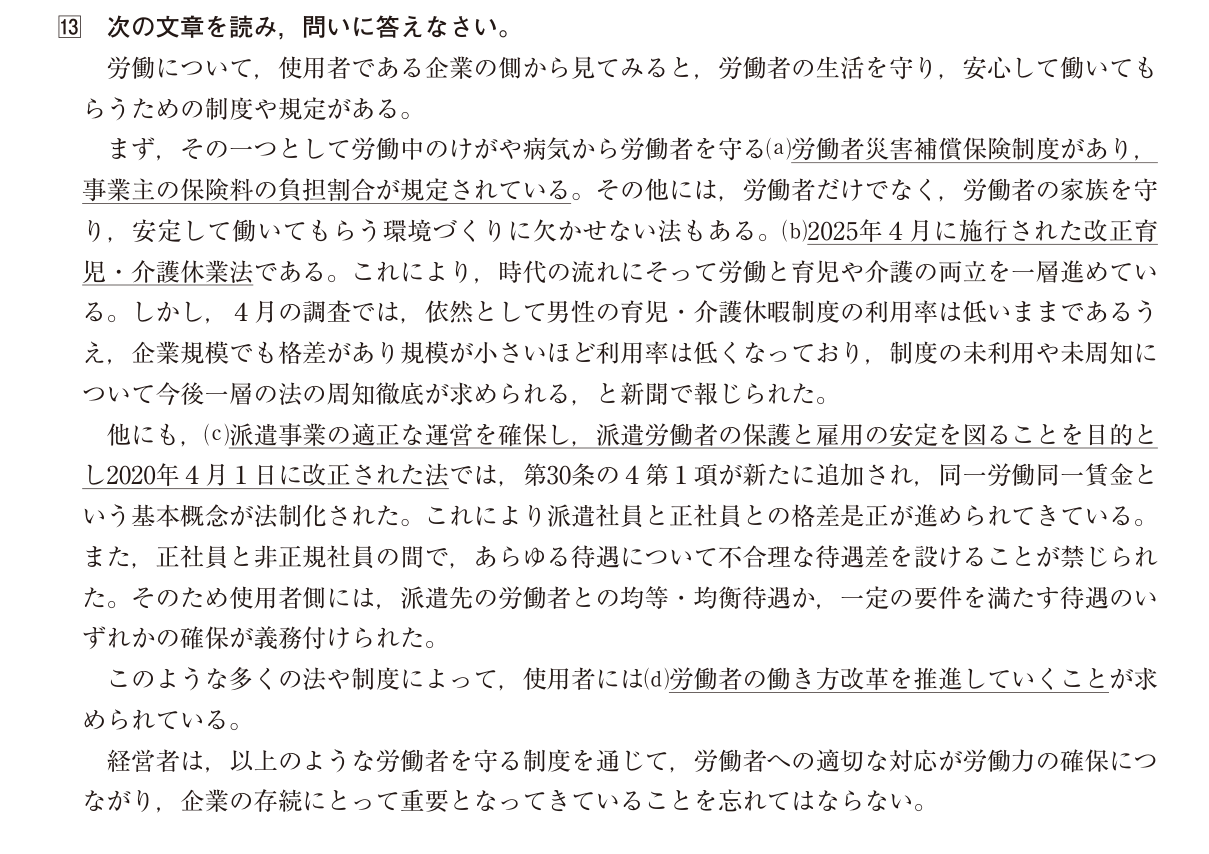 13 次の文章を読み，問いに答えなさい。
労働について，使用者である企業の側から見てみると，労働者の生活を守り，安心して働いても
らうための制度や規定がある。
まず，その一つとして労働中のけがや病気から労働者を守る(a)労働者災害補償保険制度があり，
事業主の保険料の負担割合が規定されている。その他には，労働者だけでなく，労働者の家族を守
り，安定して働いてもらう環境づくりに欠かせない法もある。(b)2025年４月に施行された改正育
児・介護休業法である。これにより，時代の流れにそって労働と育児や介護の両立を一層進めてい
る。しかし，４月の調査では，依然として男性の育児・介護休暇制度の利用率は低いままであるう
え，企業規模でも格差があり規模が小さいほど利用率は低くなっており，制度の未利用や未周知に
ついて今後一層の法の周知徹底が求められる，と新聞で報じられた。
他にも，(c)派遣事業の適正な運営を確保し，派遣労働者の保護と雇用の安定を図ることを目的と
し2020年４月１日に改正された法では，第30条の４第１項が新たに追加され，同一労働同一賃金と
いう基本概念が法制化された。これにより派遣社員と正社員との格差是正が進められてきている。
また，正社員と非正規社員の間で，あらゆる待遇について不合理な待遇差を設けることが禁じられ
た。そのため使用者側には，派遣先の労働者との均等・均衡待遇か，一定の要件を満たす待遇のい
ずれかの確保が義務付けられた。
このような多くの法や制度によって，使用者には(d)労働者の働き方改革を推進していくことが求
められている。
経営者は，以上のような労働者を守る制度を通じて，労働者への適切な対応が労働力の確保につ
ながり，企業の存続にとって重要となってきていることを忘れてはならない。